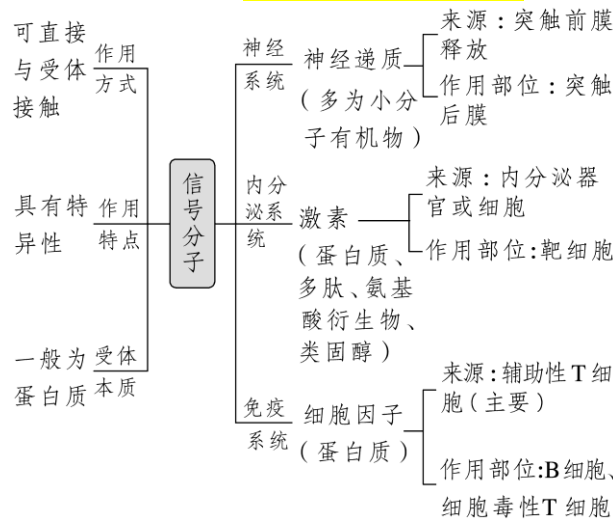 可直接
与受体
接触
作用
方式
具有特
异性
作用
特点
一般为
蛋白质
受体
本质
信号分子
神经
系统
神经递质
(多为小分
子有机物)
来源:突触前膜
释放
作用部位:突触
后膜
内分
泌系
统
激素
(蛋白质、
多肽、氨基
酸衍生物、
类固醇)
来源:内分泌器
官或细胞
作用部位:靶细胞
免疫
系统
细胞因子
(蛋白质)
来源:辅助性T细
胞(主要)
作用部位:B细胞、
细胞毒性T细胞